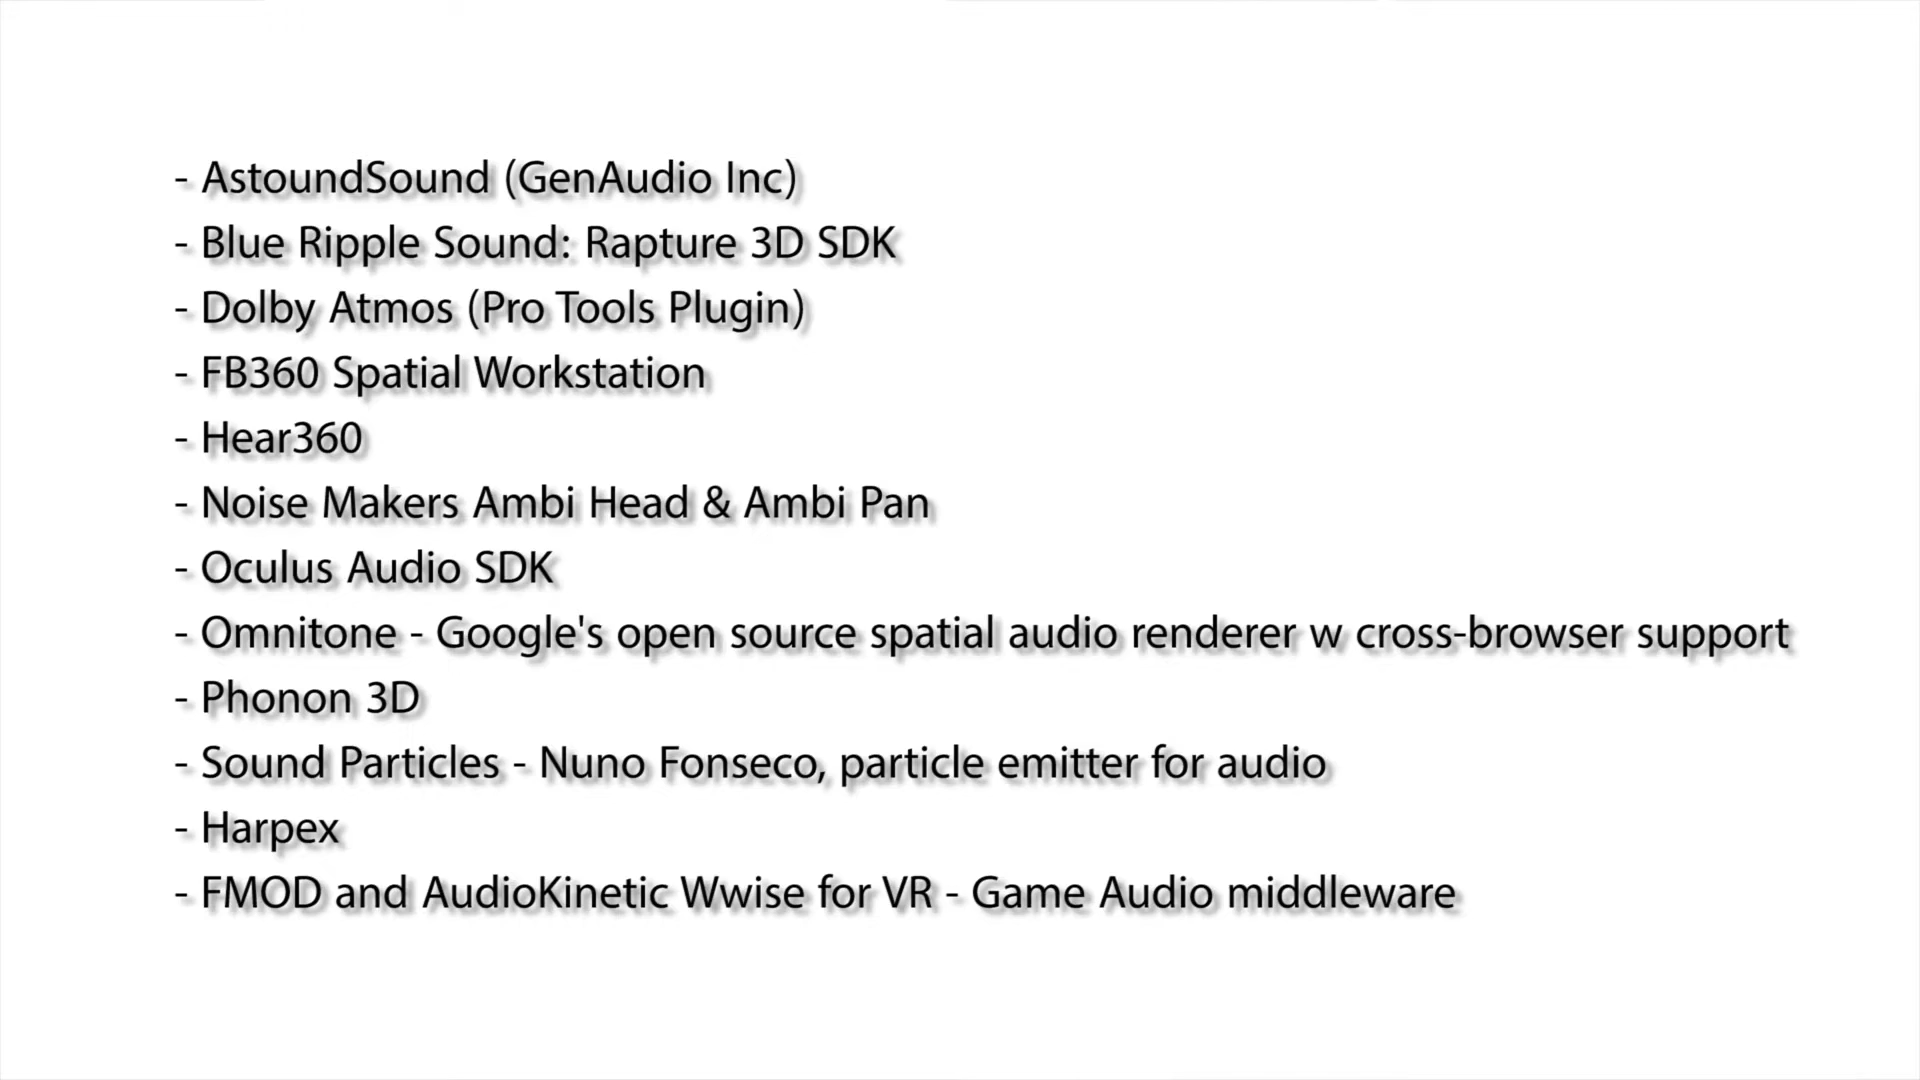 - AstoundSound (GenAudio Inc)
- Blue Ripple Sound: Rapture 3D SDK
- Dolby Atmos (Pro Tools Plugin)
- FB360 Spatial Workstation
- Hear360
- Noise Makers Ambi Head & Ambi Pan
- Oculus Audio SDK
- Omnitone - Google's open source spatial audio renderer w cross-browser support
- Phonon 3D
- Sound Particles - Nuno Fonseco, particle emitter for audio
- Harpex
- FMOD and AudioKinetic Wwise for VR - Game Audio middleware